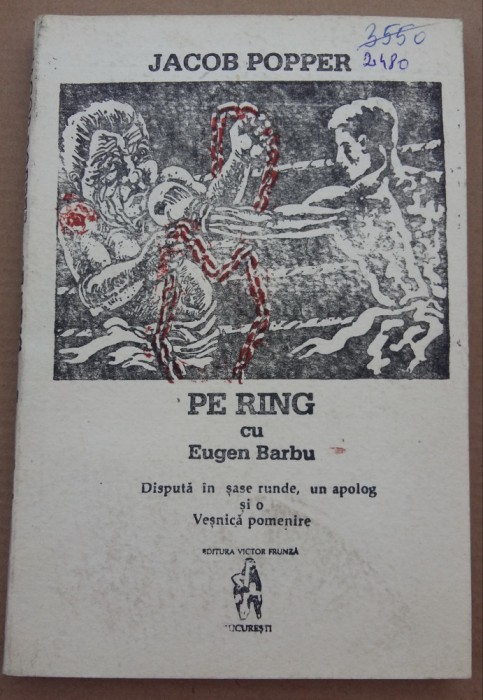 JACOB POPPER
3550
2480
PE RING
cu
Eugen Barbu
Dispută în șase runde, un apolog
și o
Veșnică pomenire
EDITURA VICTOR FRUNZĂ
BUCUREȘTI